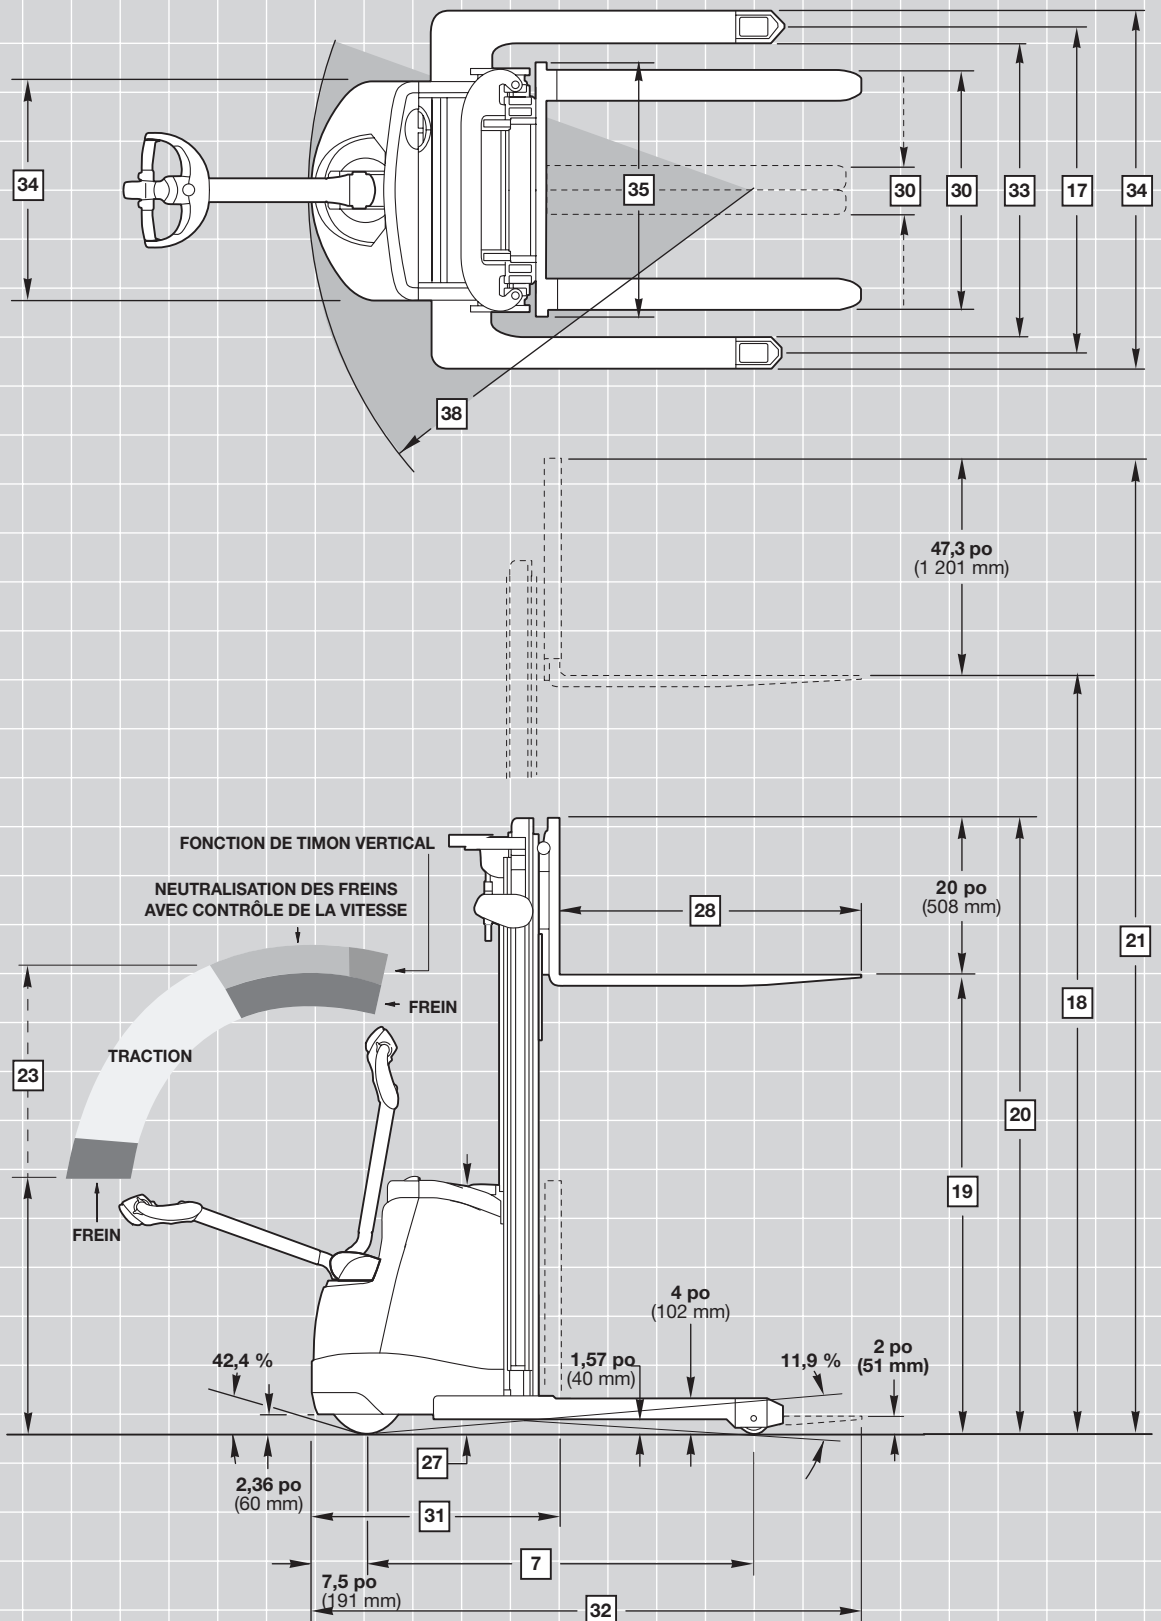 34
35
30
30
33
17
34
38
47,3 po
(1 201 mm)
FONCTION DE TIMON VERTICAL
NEUTRALISATION DES FREINS
AVEC CONTRÔLE DE LA VITESSE
20 po
(508 mm)
28
21
18
FREIN
TRACTION
23
20
19
FREIN
4 po
(102 mm)
42,4 %
1,57 po
(40 mm)
11,9 %
2 po
(51 mm)
27
2,36 po
(60 mm)
31
7
7,5 po
(191 mm)
32